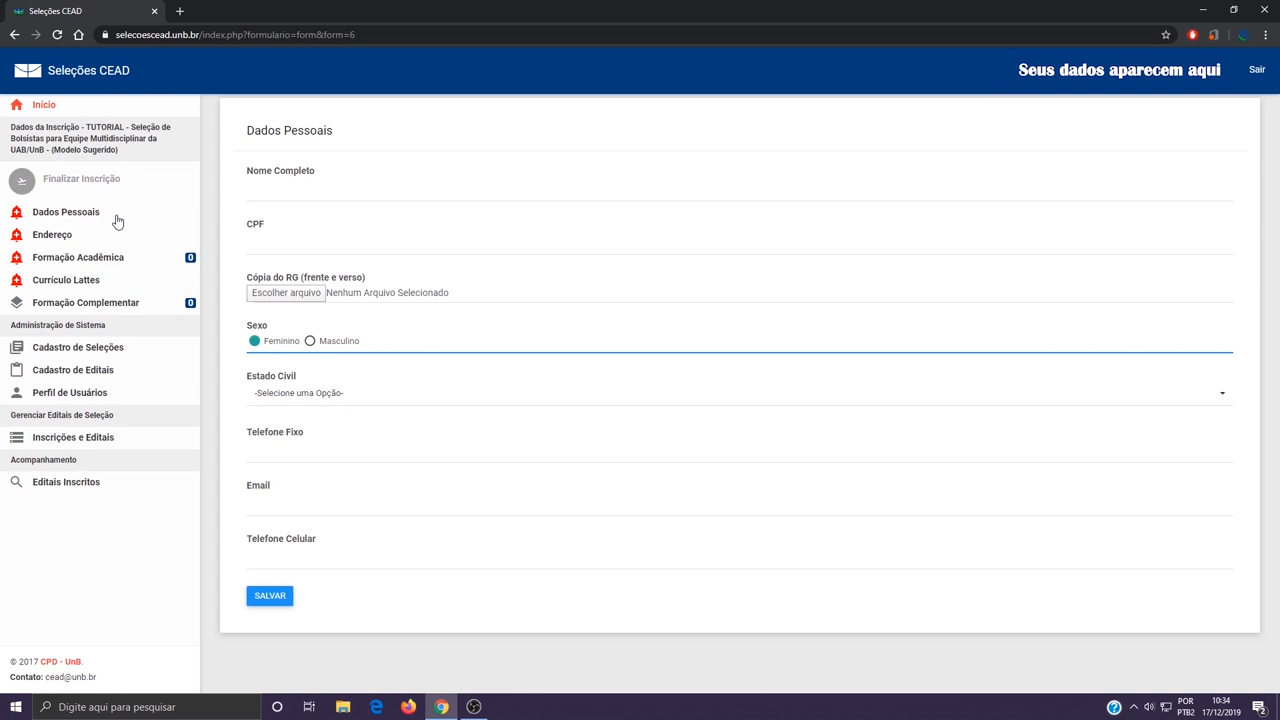 Seleções CEAD
selecoescead.unb.br/index.php?formulario=form&form=6
Seleções CEAD
Seus dados aparecem aqui
Sair
Início
Dados da Inscrição - TUTORIAL - Seleção de
Bolsistas para Equipe Multidisciplinar da
UAB/UnB - (Modelo Sugerido)
Finalizar Inscrição
Dados Pessoais
Endereço
Formação Acadêmica 0
Currículo Lattes
Formação Complementar 0
Administração de Sistema
Cadastro de Seleções
Cadastro de Editais
Perfil de Usuários
Gerenciar Editais de Seleção
Inscrições e Editais
Acompanhamento
Editais Inscritos
© 2017 CPD - UnB.
Contato: cead@unb.br
Dados Pessoais
Nome Completo
CPF
Cópia do RG (frente e verso)
Escolher arquivo Nenhum Arquivo Selecionado
Sexo
Feminino Masculino
Estado Civil
-Selecione uma Opção-
Telefone Fixo
Email
Telefone Celular
SALVAR
Digite aqui para pesquisar
POR
PTB2
10:34
17/12/2019
2